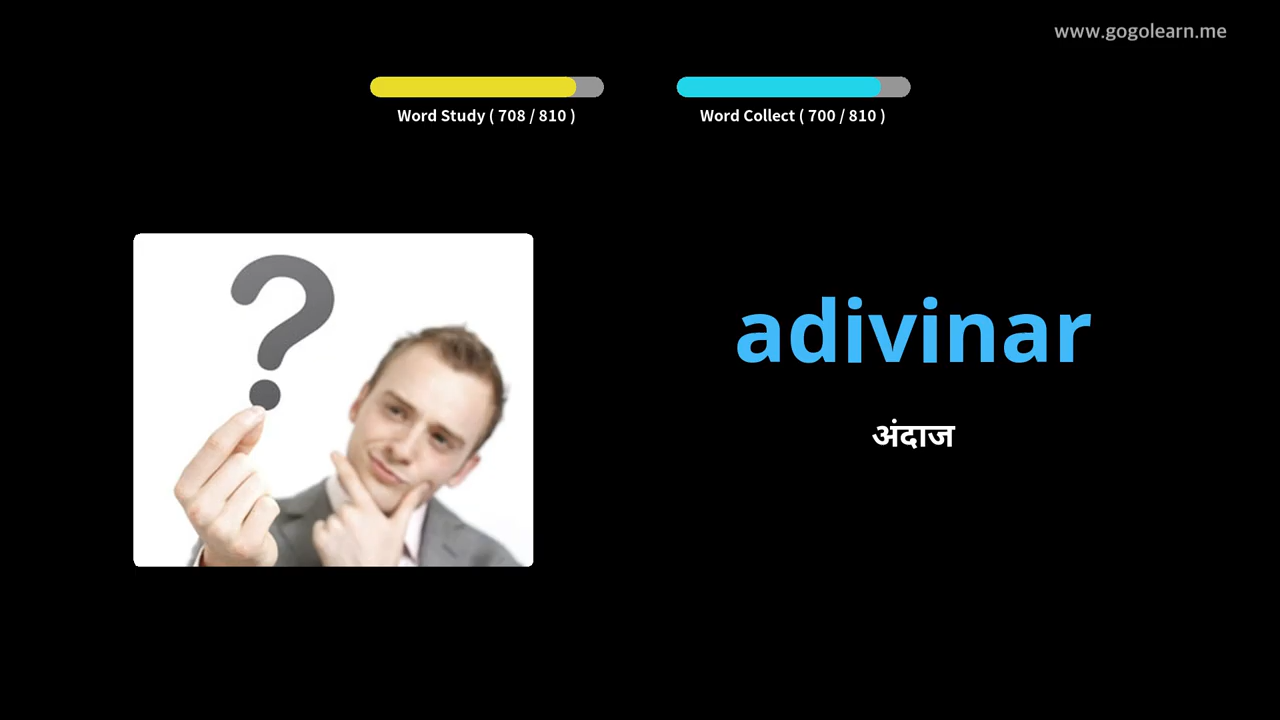 www.gogolearn.me
Word Study ( 708 / 810 )
Word Collect ( 700 / 810 )
?
adivinar
अंदाज